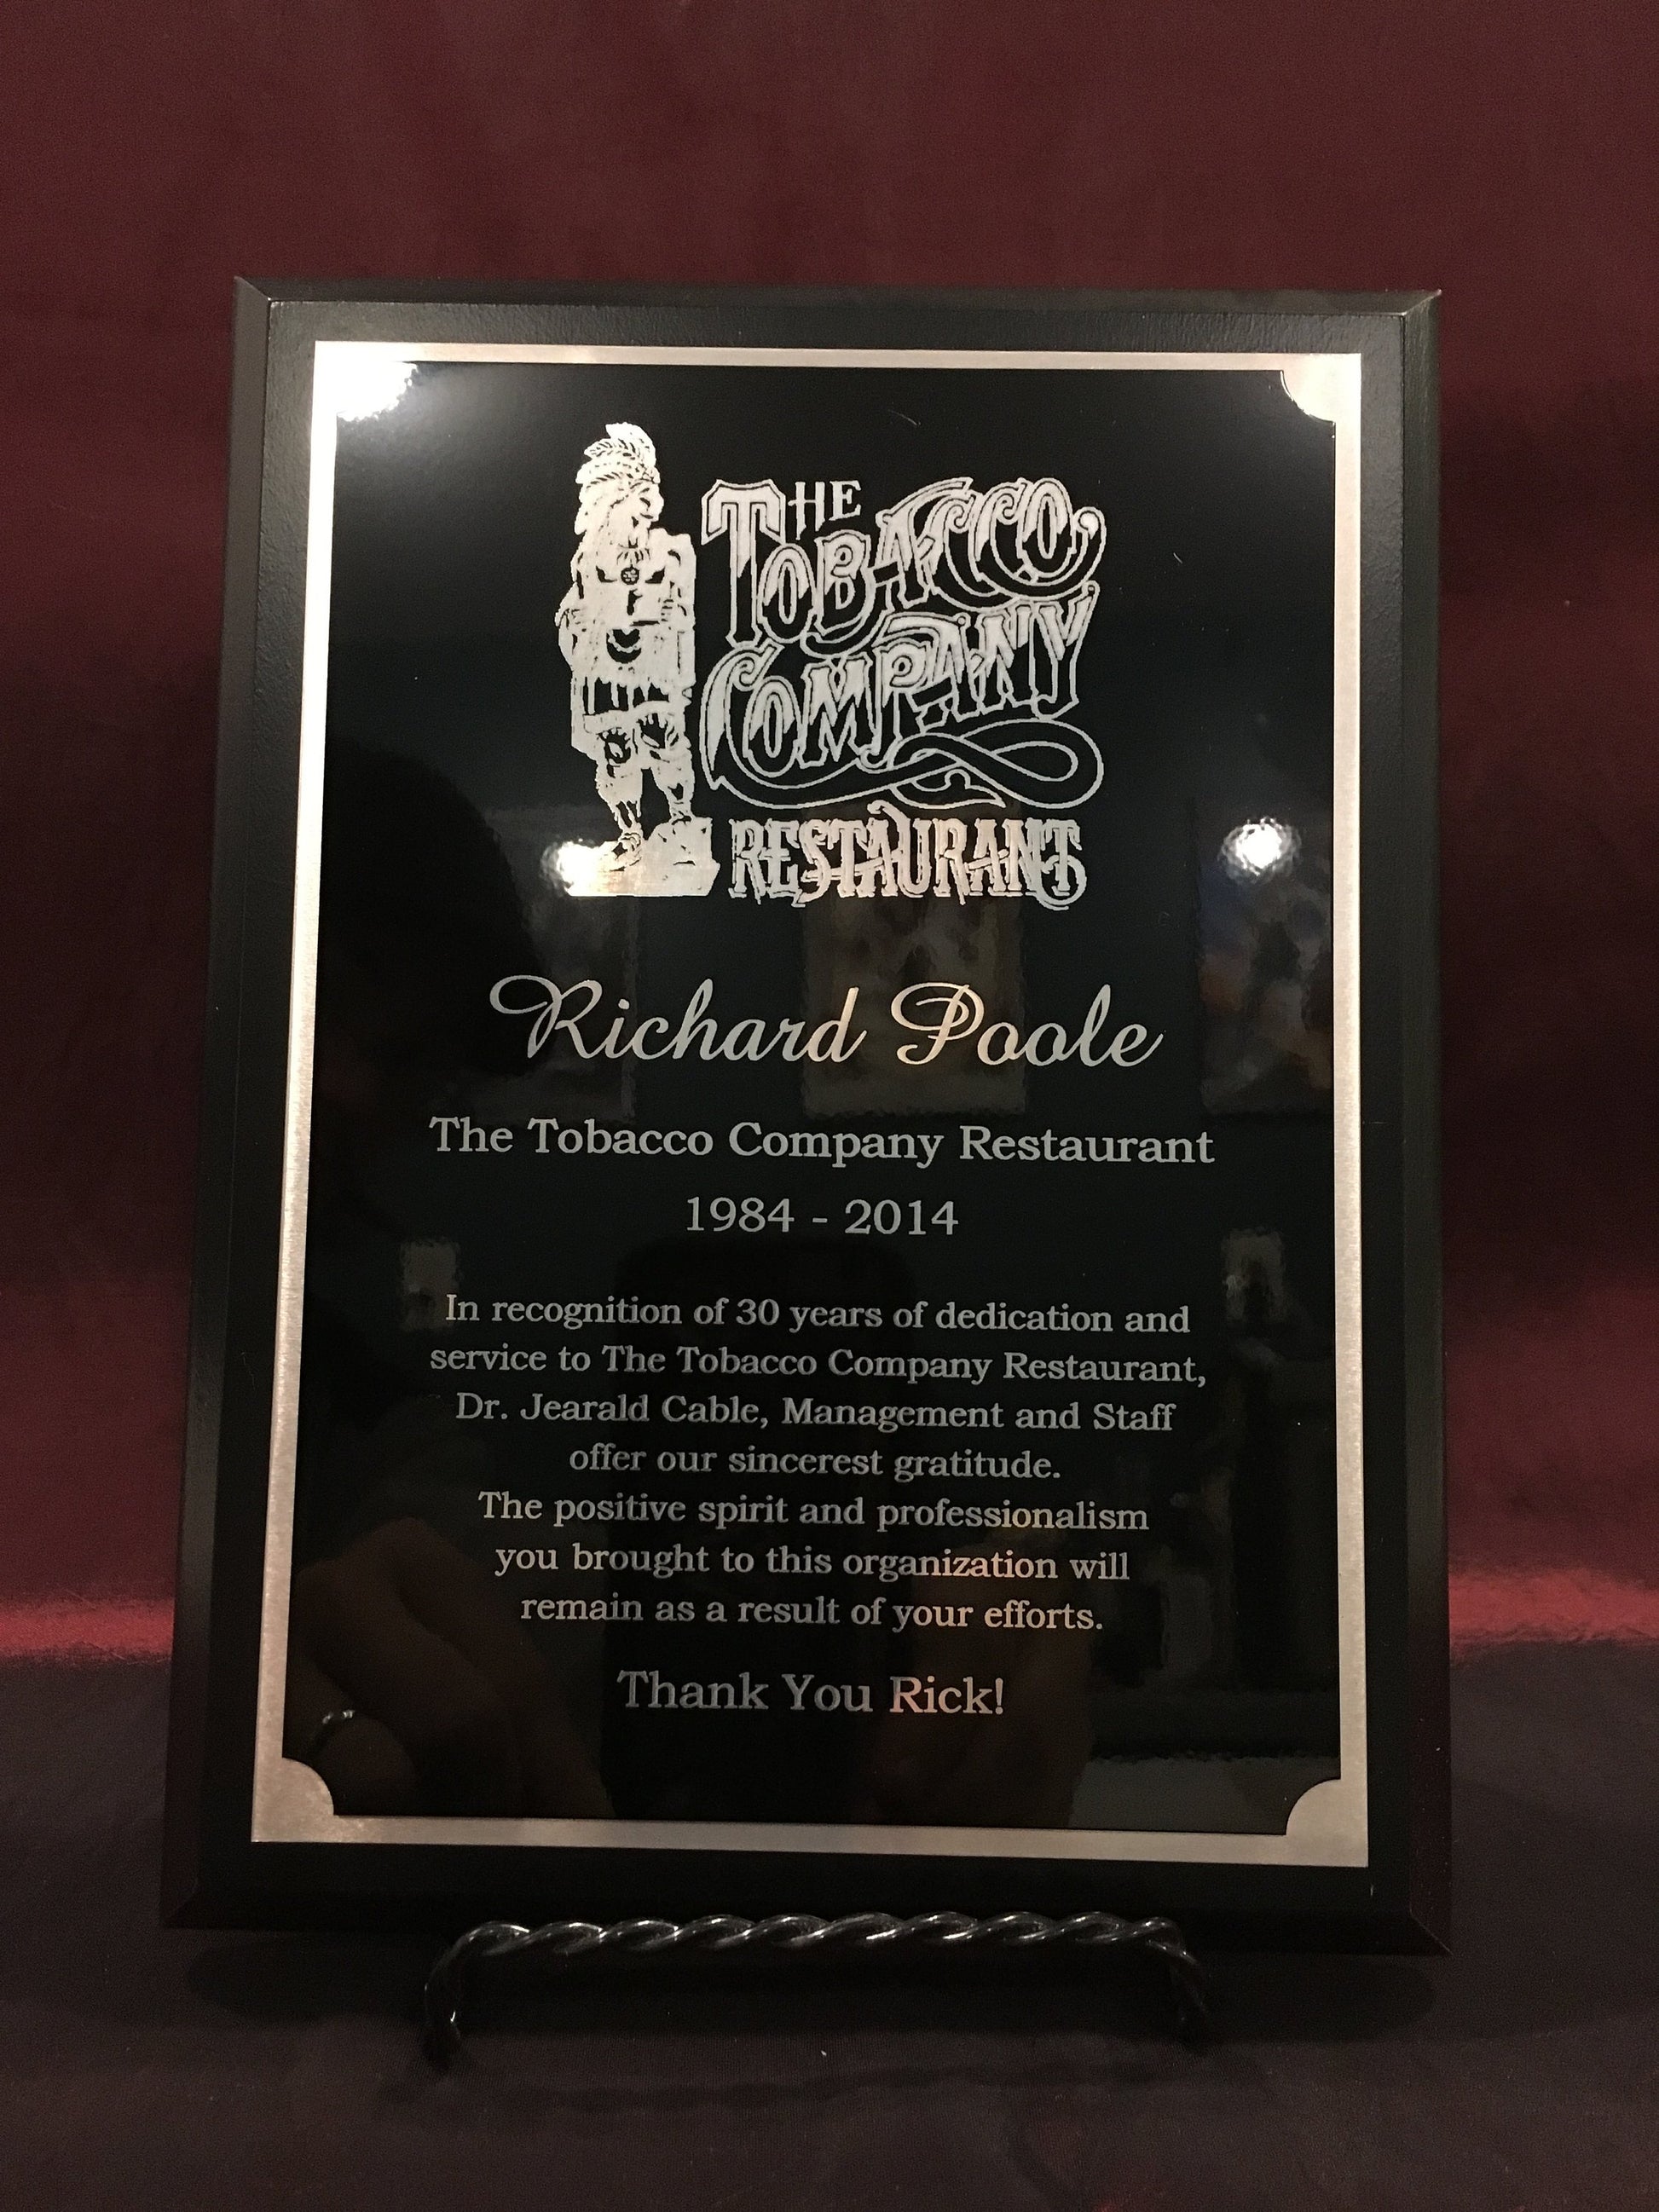 THE
TOBACCO
COMPANY
RESTAURANT
Richard Poole
The Tobacco Company Restaurant
1984 - 2014
In recognition of 30 years of dedication and
service to The Tobacco Company Restaurant,
Dr. Jearald Cable, Management and Staff
offer our sincerest gratitude.
The positive spirit and professionalism
you brought to this organization will
remain as a result of your efforts.
Thank You Rick!